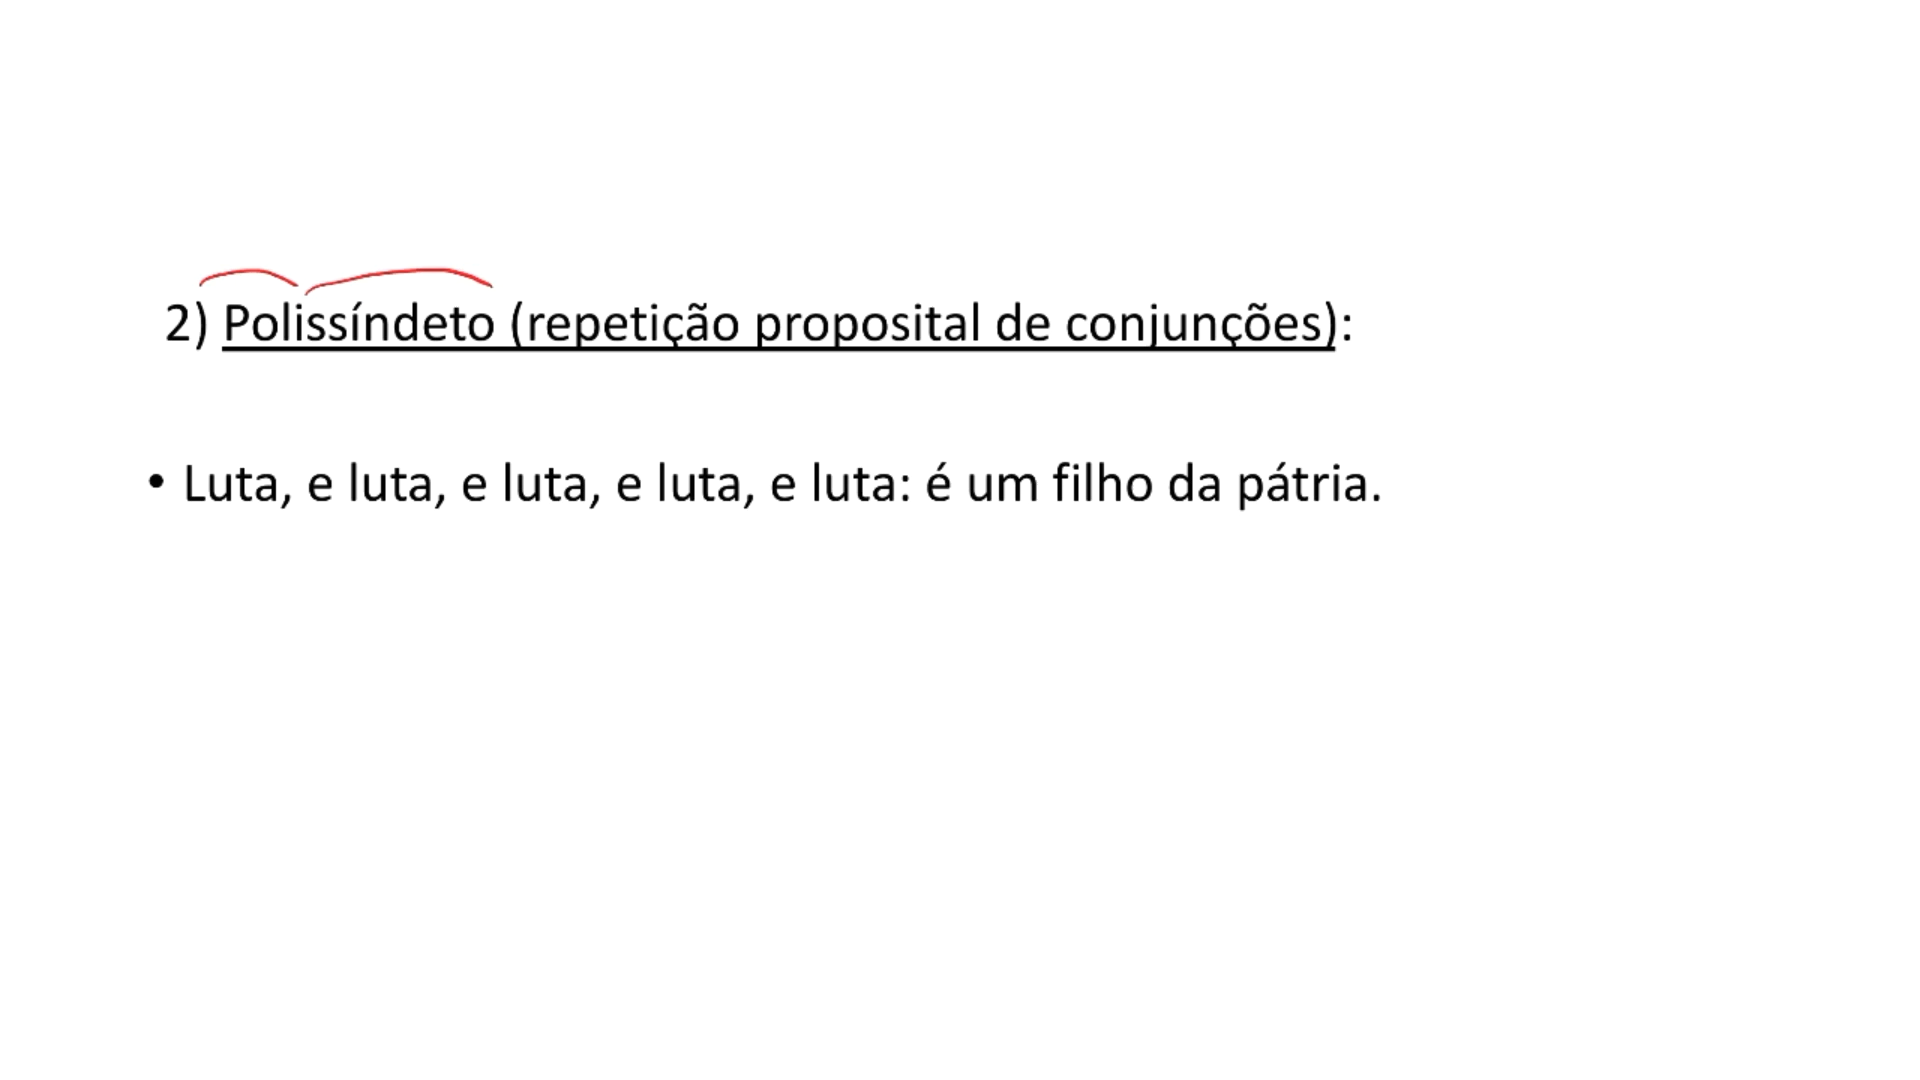 2) Polissíndeto (repetição proposital de conjunções):
• Luta, e luta, e luta, e luta, e luta: é um filho da pátria.